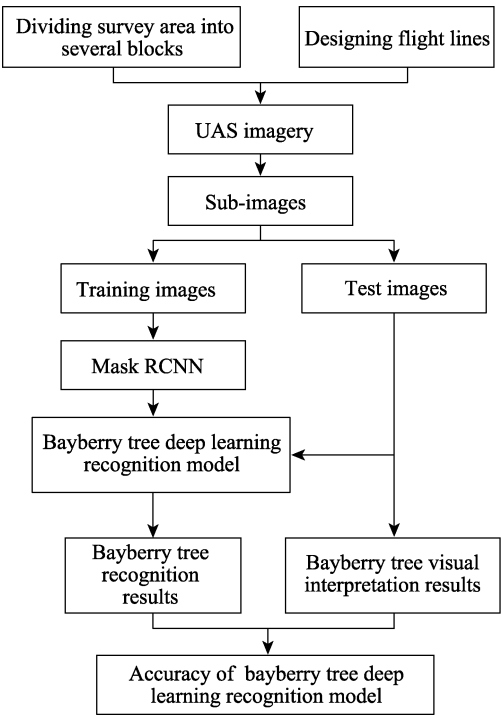 Dividing survey area into
several blocks
Designing flight lines
UAS imagery
Sub-images
Training images
Test images
Mask RCNN
Bayberry tree deep learning
recognition model
Bayberry tree
recognition
results
Bayberry tree visual
interpretation results
Accuracy of bayberry tree deep
learning recognition model